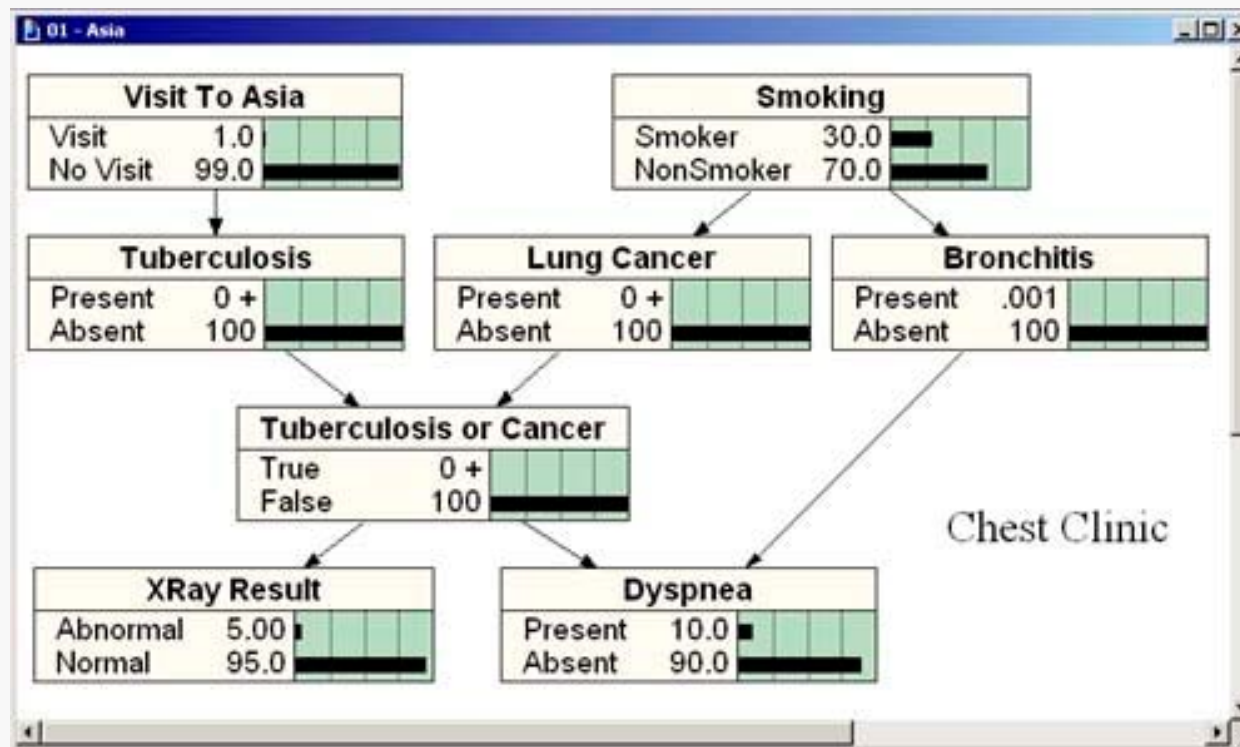 01 - Asia
Visit To Asia
Visit 1.0
No Visit 99.0
Smoking
Smoker 30.0
NonSmoker 70.0
Tuberculosis
Present 0 +
Absent 100
Lung Cancer
Present 0 +
Absent 100
Bronchitis
Present .001
Absent 100
Tuberculosis or Cancer
True 0 +
False 100
Chest Clinic
XRay Result
Abnormal 5.00
Normal 95.0
Dyspnea
Present 10.0
Absent 90.0